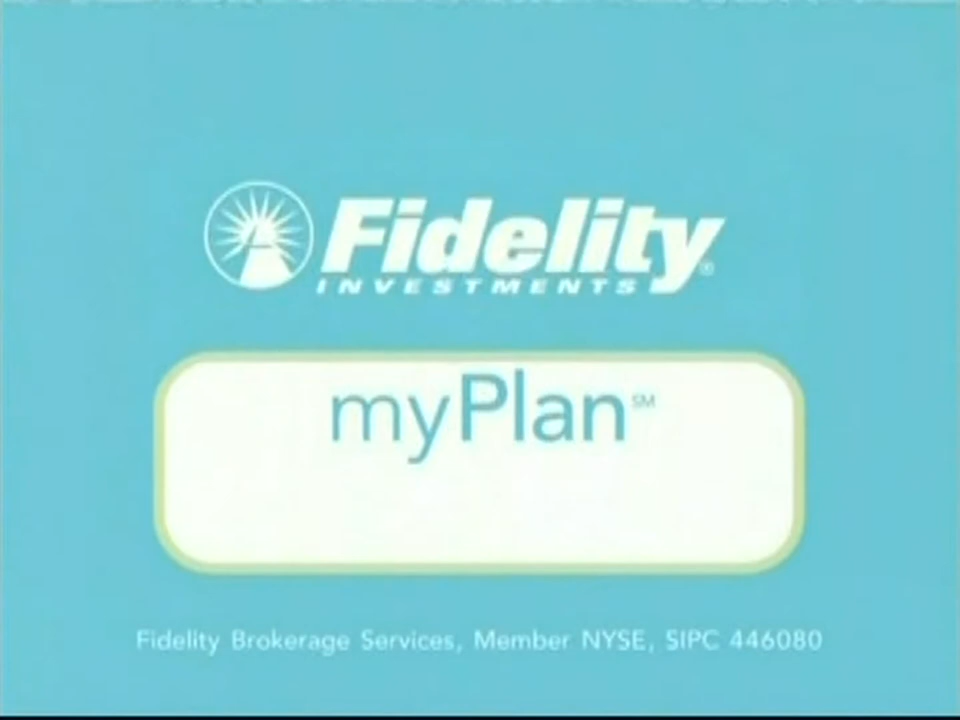 Fidelity®
INVESTMENTS
myPlan℠
Fidelity Brokerage Services, Member NYSE, SIPC 446080